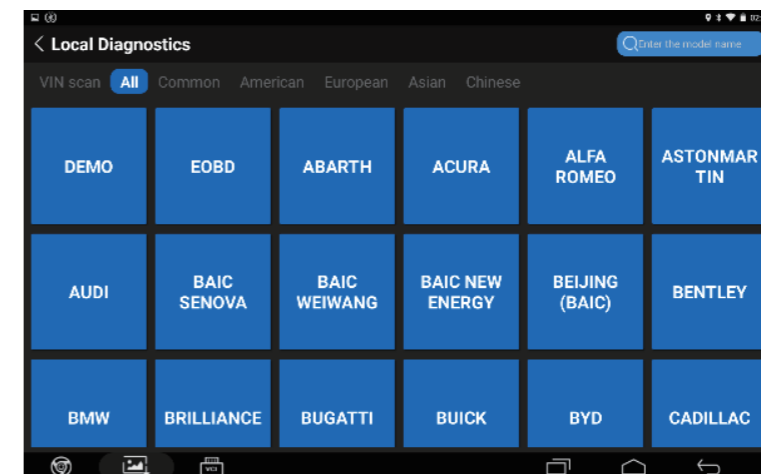 02:
Local Diagnostics
Enter the model name
VIN scan All Common American European Asian Chinese
DEMO
EOBD
ABARTH
ACURA
ALFA
ROMEO
ASTONMAR
TIN
AUDI
BAIC
SENOVA
BAIC
WEIWANG
BAIC NEW
ENERGY
BEIJING
(BAIC)
BENTLEY
BMW
BRILLIANCE
BUGATTI
BUICK
BYD
CADILLAC
VCI